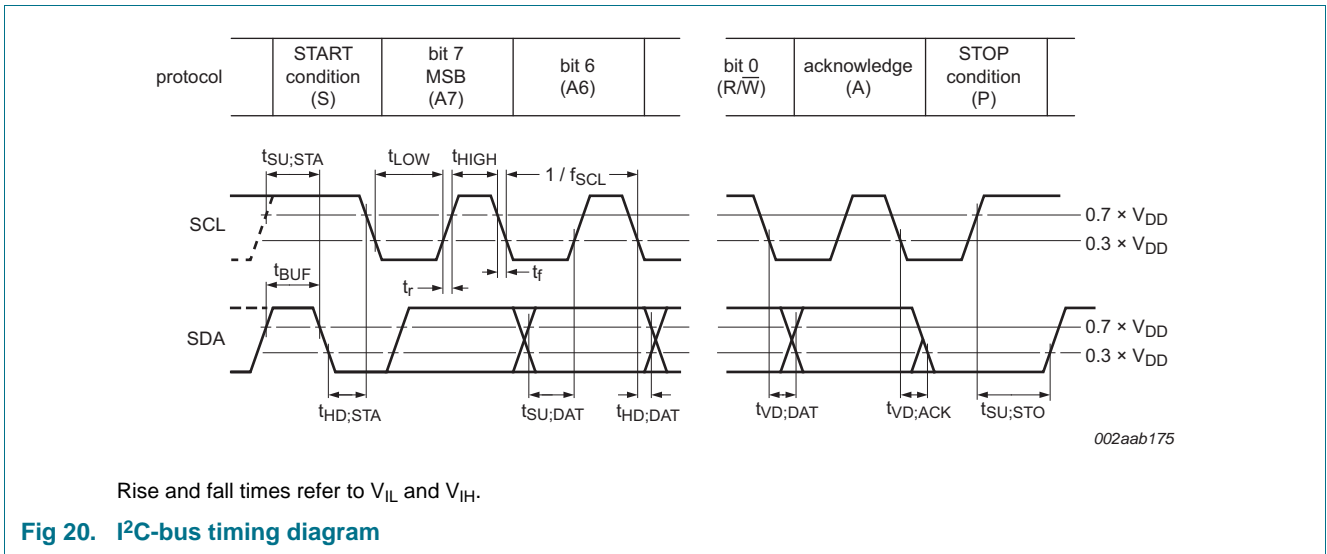 protocol
START
condition
(S)
bit 7
MSB
(A7)
bit 6
(A6)
bit 0
(R/W̅)
acknowledge
(A)
STOP
condition
(P)
tSU;STA
tLOW
tHIGH
1 / fSCL
SCL
0.7 × VDD
0.3 × VDD
tBUF
tr
tf
SDA
0.7 × VDD
0.3 × VDD
tHD;STA
tSU;DAT
tHD;DAT
tVD;DAT
tVD;ACK
tSU;STO
002aab175
Rise and fall times refer to VIL and VIH.
Fig 20. I²C-bus timing diagram